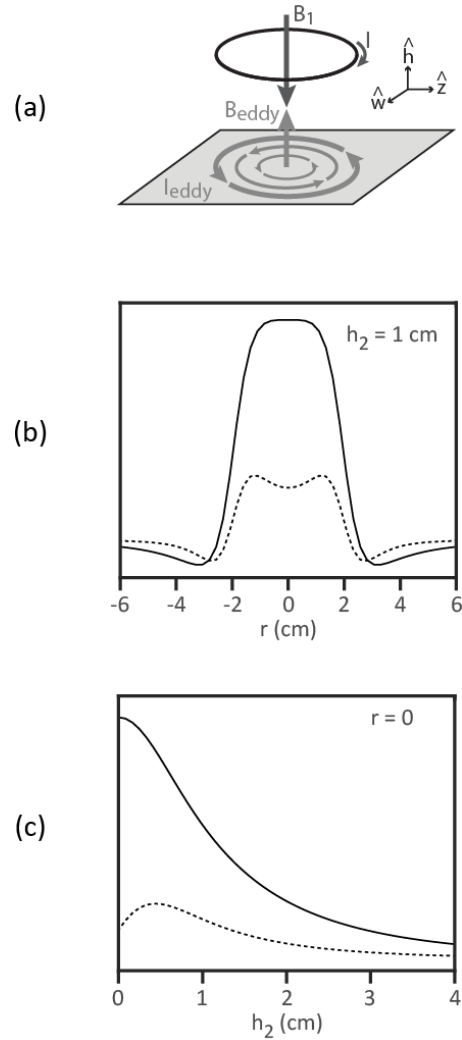 (a)
B1
I
ĥ
ẑ
ŵ
Beddy
Ieddy
(b)
h2 = 1 cm
-6 -4 -2 0 2 4 6
r (cm)
(c)
r = 0
0 1 2 3 4
h2 (cm)